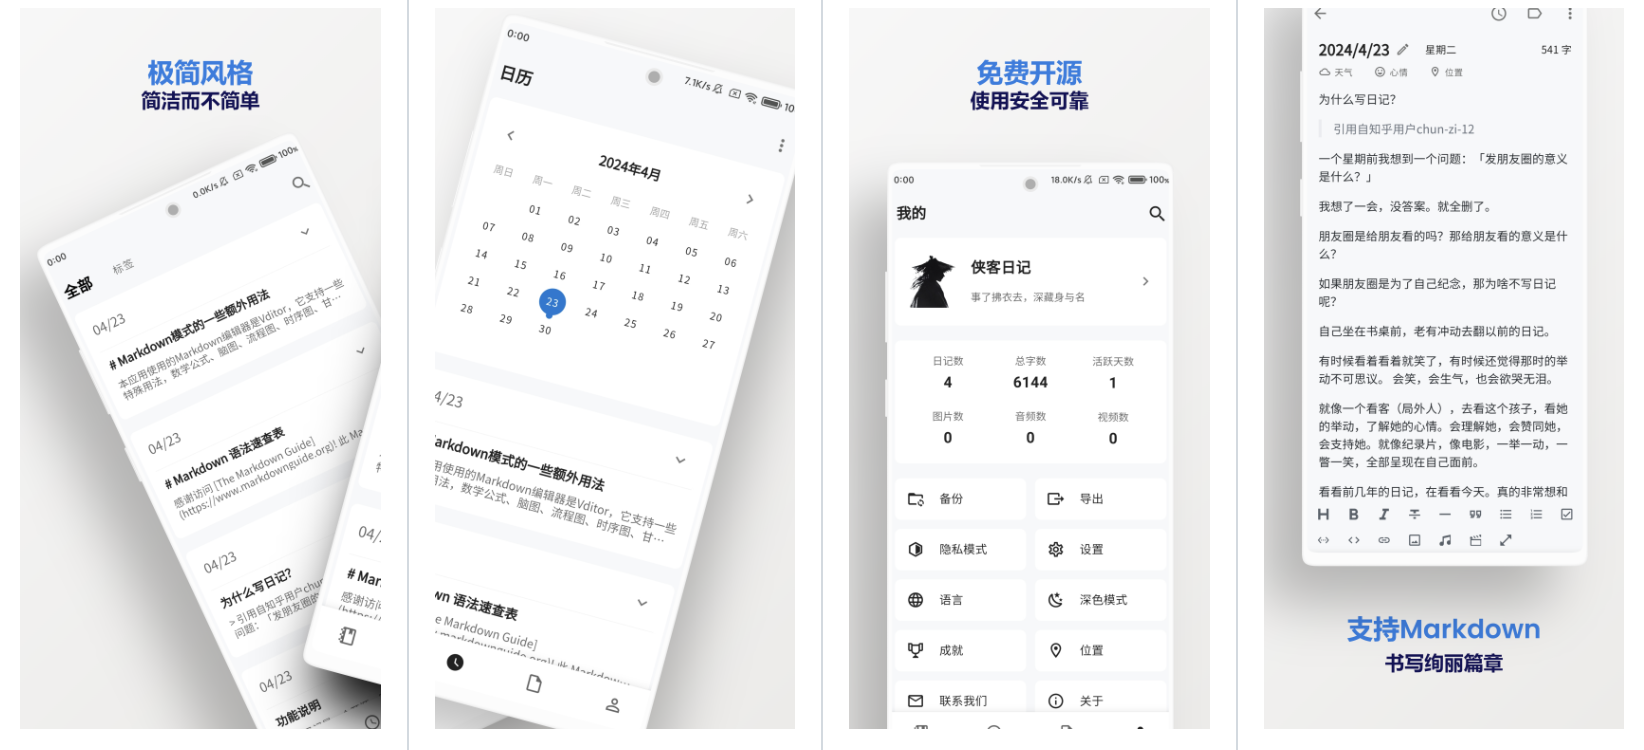 极简风格
简洁而不简单
0:00
0.0K/s
100%
全部
标签
04/23
# Markdown模式的一些额外用法
本应用使用的Markdown编辑器是Vditor，它支持一些
特殊用法，数学公式、脑图、流程图、时序图、甘…
04/23
# Markdown 语法速查表
感谢访问 [The Markdown Guide]
(https://www.markdownguide.org)! 此 Ma
04/23
为什么写日记?
> 引用自知乎用户chun
问题：「发朋友圈的
04/23
功能说明
04/
# Mar
感谢访问
0:00
7.1K/s
10
日历
2024年4月
周日 周一 周二 周三 周四 周五 周六
01 02 03 04 05 06
07 08 09 10 11 12 13
14 15 16 17 18 19 20
21 22 23 24 25 26 27
28 29 30
4/23
arkdown模式的一些额外用法
用使用的Markdown编辑器是Vditor，它支持一些
用法，数学公式、脑图、流程图、时序图、甘…
wn 语法速查表
e Markdown Guide]
免费开源
使用安全可靠
0:00
18.0K/s
100%
我的
侠客日记
事了拂衣去，深藏身与名
日记数 总字数 活跃天数
4 6144 1
图片数 音频数 视频数
0 0 0
备份 导出
隐私模式 设置
语言 深色模式
成就 位置
联系我们 关于
2024/4/23 星期二 541 字
天气 心情 位置
为什么写日记?
引用自知乎用户chun-zi-12
一个星期前我想到一个问题：「发朋友圈的意义
是什么? 」
我想了一会，没答案。就全删了。
朋友圈是给朋友看的吗? 那给朋友看的意义是什
么?
如果朋友圈是为了自己纪念，那为啥不写日记
呢?
自己坐在书桌前，老有冲动去翻以前的日记。
有时候看着看着就笑了，有时候还觉得那时的举
动不可思议。 会笑，会生气，也会欲哭无泪。
就像一个看客（局外人），去看这个孩子，看她
的举动，了解她的心情。会理解她，会赞同她，
会支持她。就像纪录片，像电影，一举一动，一
瞥一笑，全部呈现在自己面前。
看看前几年的日记，在看看今天。真的非常想和
H B I
支持Markdown
书写绚丽篇章